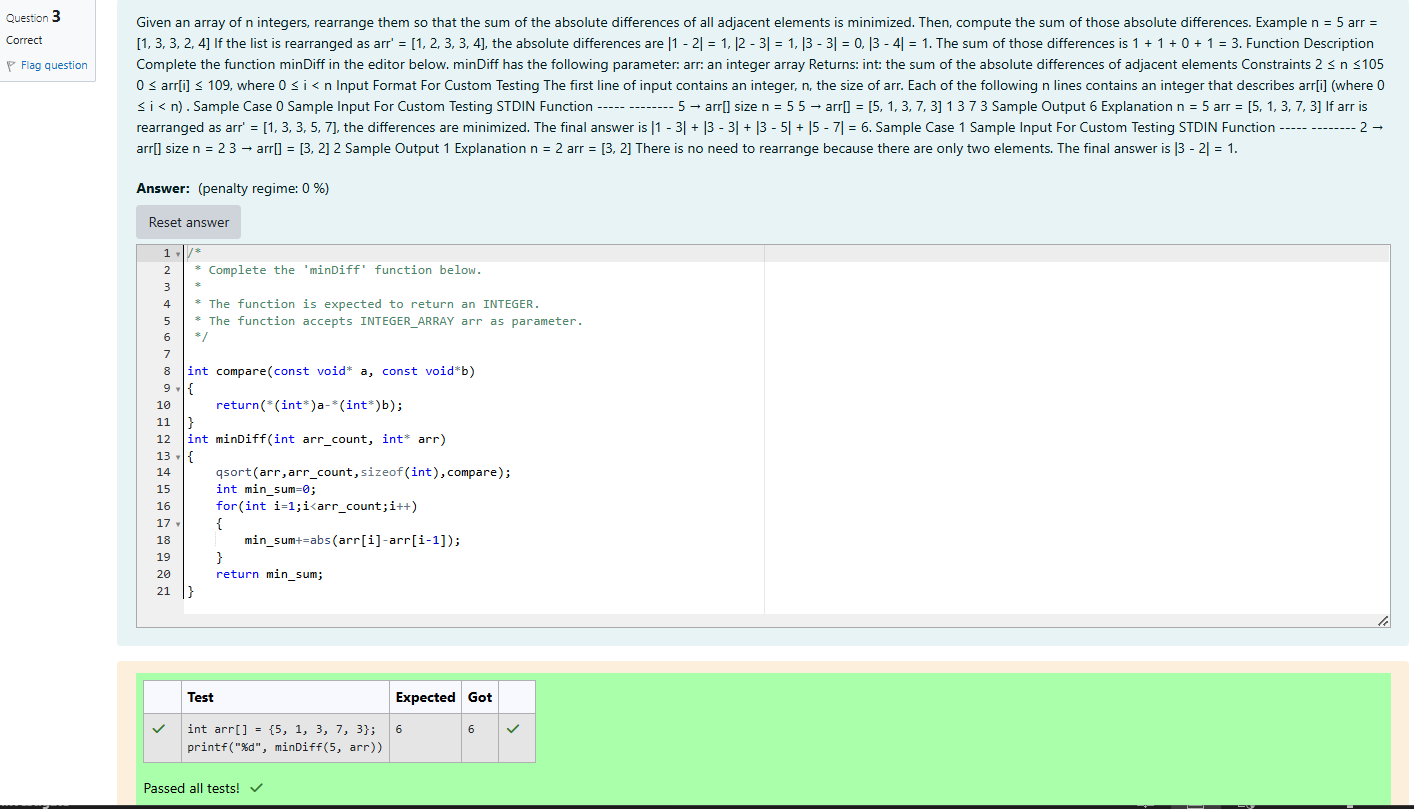 Question 3
Correct
Flag question
Given an array of n integers, rearrange them so that the sum of the absolute differences of all adjacent elements is minimized. Then, compute the sum of those absolute differences. Example n = 5 arr =
[1, 3, 3, 2, 4] If the list is rearranged as arr' = [1, 2, 3, 3, 4], the absolute differences are |1 - 2| = 1, |2 - 3| = 1, |3 - 3| = 0, |3 - 4| = 1. The sum of those differences is 1 + 1 + 0 + 1 = 3. Function Description
Complete the function minDiff in the editor below. minDiff has the following parameter: arr: an integer array Returns: int: the sum of the absolute differences of adjacent elements Constraints 2 ≤ n ≤105
0 ≤ arr[i] ≤ 109, where 0 ≤ i < n Input Format For Custom Testing The first line of input contains an integer, n, the size of arr. Each of the following n lines contains an integer that describes arr[i] (where 0
≤ i < n) . Sample Case 0 Sample Input For Custom Testing STDIN Function ----- -------- 5 → arr[] size n = 5 5 → arr[] = [5, 1, 3, 7, 3] 1 3 7 3 Sample Output 6 Explanation n = 5 arr = [5, 1, 3, 7, 3] If arr is
rearranged as arr' = [1, 3, 3, 5, 7], the differences are minimized. The final answer is |1 - 3| + |3 - 3| + |3 - 5| + |5 - 7| = 6. Sample Case 1 Sample Input For Custom Testing STDIN Function ----- -------- 2 →
arr[] size n = 2 3 → arr[] = [3, 2] 2 Sample Output 1 Explanation n = 2 arr = [3, 2] There is no need to rearrange because there are only two elements. The final answer is |3 - 2| = 1.
Answer: (penalty regime: 0 %)
Reset answer
1 /*
2  * Complete the 'minDiff' function below.
3  *
4  * The function is expected to return an INTEGER.
5  * The function accepts INTEGER_ARRAY arr as parameter.
6  */
7
8 int compare(const void* a, const void*b)
9 {
10     return(*(int*)a-*(int*)b);
11 }
12 int minDiff(int arr_count, int* arr)
13 {
14     qsort(arr,arr_count,sizeof(int),compare);
15     int min_sum=0;
16     for(int i=1;i<arr_count;i++)
17     {
18         min_sum+=abs(arr[i]-arr[i-1]);
19     }
20     return min_sum;
21 }
Test Expected Got
int arr[] = {5, 1, 3, 7, 3}; 6 6
printf("%d", minDiff(5, arr))
Passed all tests!